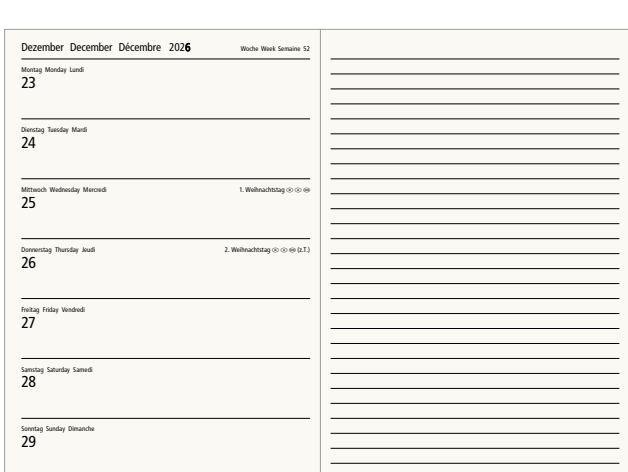 Dezember December Décembre 2026
Woche Week Semaine 52
Montag Monday Lundi
23
Dienstag Tuesday Mardi
24
Mittwoch Wednesday Mercredi
1. Weihnachtstag
25
Donnerstag Thursday Jeudi
2. Weihnachtstag (z.T.)
26
Freitag Friday Vendredi
27
Samstag Saturday Samedi
28
Sonntag Sunday Dimanche
29